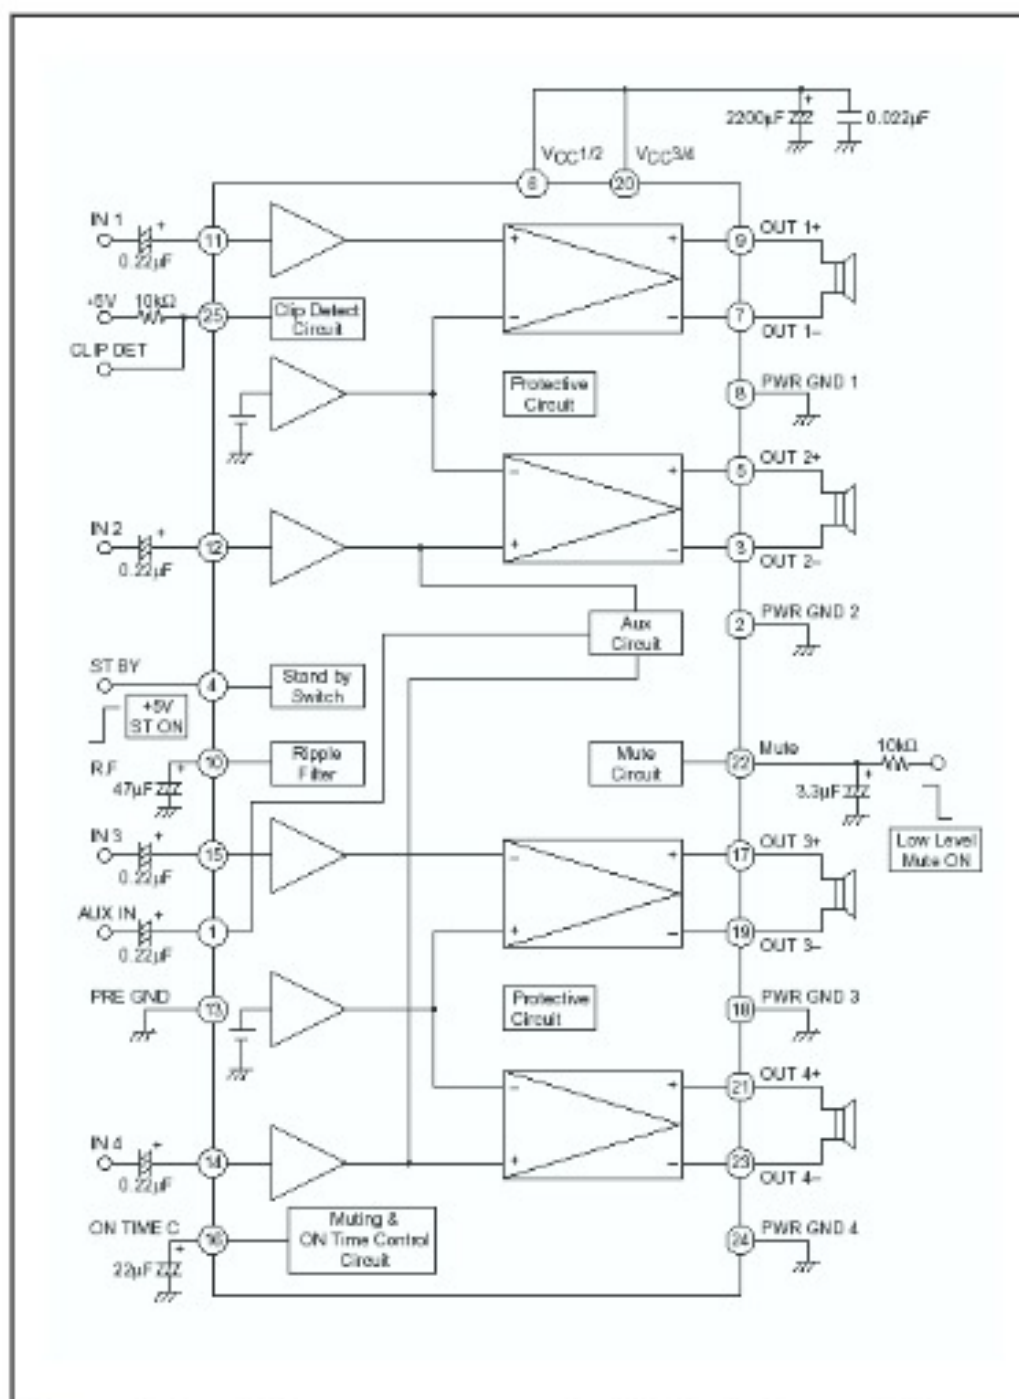 2200μF
0.022μF
VCC1/2
VCC3/4
6
20
IN 1
+
0.22μF
11
+
+
9
OUT 1+
+5V
10kΩ
25
Clip Detect
Circuit
−
−
7
OUT 1−
CLIP DET
Protective
Circuit
8
PWR GND 1
−
+
5
OUT 2+
IN 2
+
0.22μF
12
+
−
3
OUT 2−
Aux
Circuit
2
PWR GND 2
ST BY
4
Stand by
Switch
+5V
ST ON
R.F
+
47μF
10
Ripple
Filter
Mute
Circuit
22
Mute
10kΩ
3.3μF
+
Low Level
Mute ON
IN 3
+
0.22μF
15
−
+
17
OUT 3+
AUX IN
+
0.22μF
1
+
−
19
OUT 3−
PRE GND
13
Protective
Circuit
18
PWR GND 3
−
+
21
OUT 4+
IN 4
+
0.22μF
14
+
−
23
OUT 4−
ON TIME C
+
22μF
16
Muting &
ON Time Control
Circuit
24
PWR GND 4